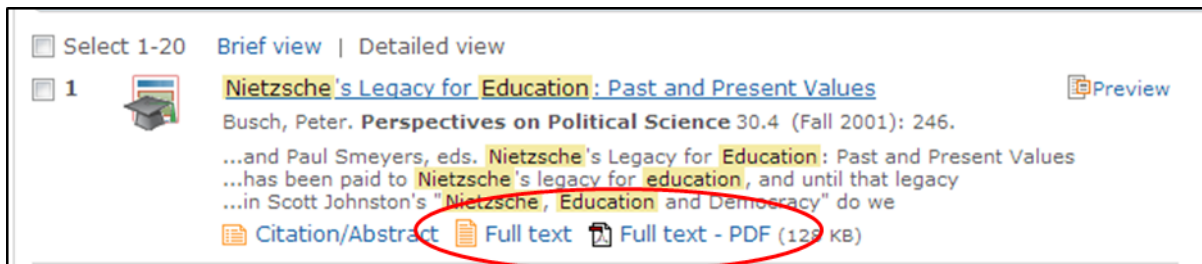 Select 1-20 Brief view | Detailed view
1 Nietzsche's Legacy for Education: Past and Present Values Preview
Busch, Peter. Perspectives on Political Science 30.4 (Fall 2001): 246.
...and Paul Smeyers, eds. Nietzsche's Legacy for Education: Past and Present Values
...has been paid to Nietzsche's legacy for education, and until that legacy
...in Scott Johnston's "Nietzsche, Education and Democracy" do we
Citation/Abstract Full text Full text - PDF (128 KB)